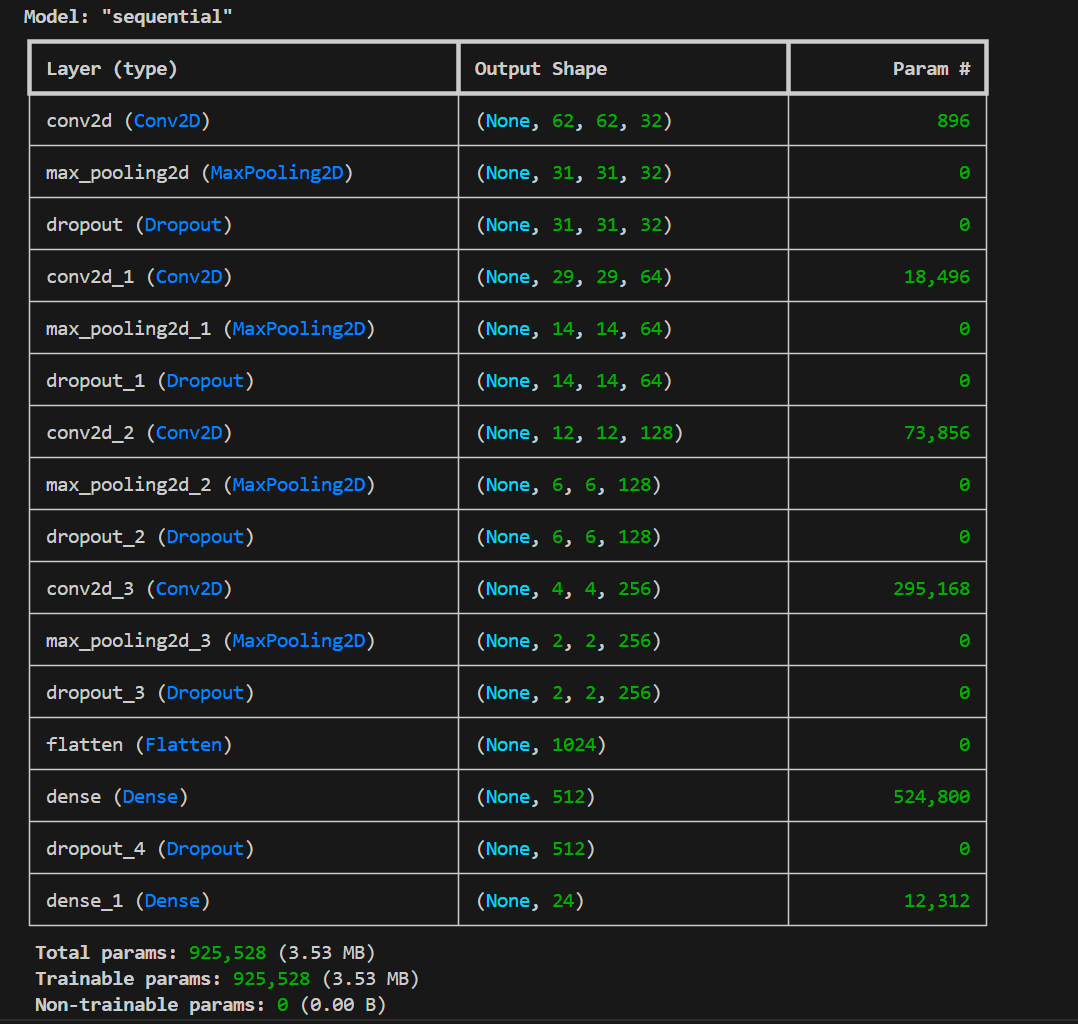 Model: "sequential"
Layer (type) Output Shape Param #
conv2d (Conv2D) (None, 62, 62, 32) 896
max_pooling2d (MaxPooling2D) (None, 31, 31, 32) 0
dropout (Dropout) (None, 31, 31, 32) 0
conv2d_1 (Conv2D) (None, 29, 29, 64) 18,496
max_pooling2d_1 (MaxPooling2D) (None, 14, 14, 64) 0
dropout_1 (Dropout) (None, 14, 14, 64) 0
conv2d_2 (Conv2D) (None, 12, 12, 128) 73,856
max_pooling2d_2 (MaxPooling2D) (None, 6, 6, 128) 0
dropout_2 (Dropout) (None, 6, 6, 128) 0
conv2d_3 (Conv2D) (None, 4, 4, 256) 295,168
max_pooling2d_3 (MaxPooling2D) (None, 2, 2, 256) 0
dropout_3 (Dropout) (None, 2, 2, 256) 0
flatten (Flatten) (None, 1024) 0
dense (Dense) (None, 512) 524,800
dropout_4 (Dropout) (None, 512) 0
dense_1 (Dense) (None, 24) 12,312
Total params: 925,528 (3.53 MB)
Trainable params: 925,528 (3.53 MB)
Non-trainable params: 0 (0.00 B)